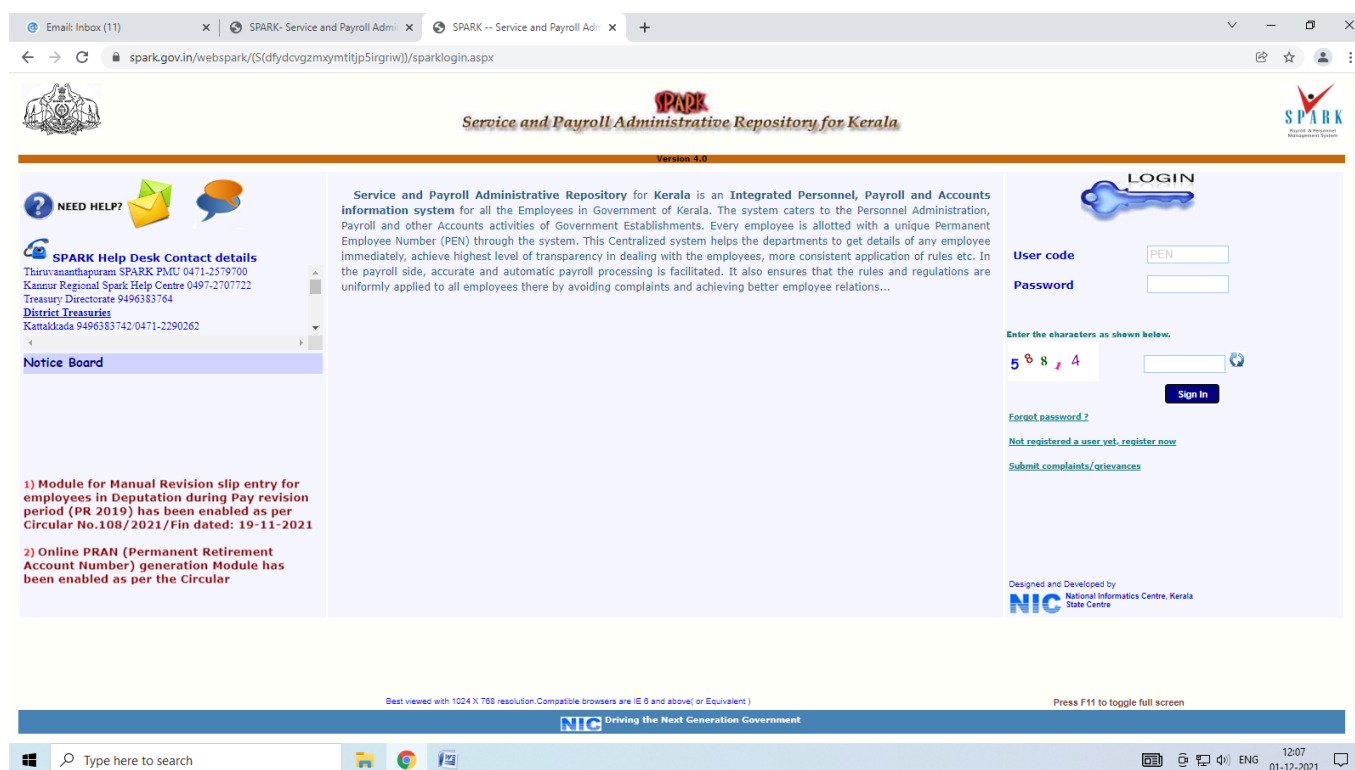 Email: Inbox (11)
SPARK- Service and Payroll Admi
SPARK -- Service and Payroll Adn
spark.gov.in/webspark/(S(dfydcvgzmxymtitjp5irgriw))/sparklogin.aspx
SPARK
Service and Payroll Administrative Repository for Kerala
SPARK
Payroll & Personnel
Management System
Version 4.0
NEED HELP?
SPARK Help Desk Contact details
Thiruvananthapuram SPARK PMU 0471-2579700
Kannur Regional Spark Help Centre 0497-2707722
Treasury Directorate 9496383764
District Treasuries
Kattakkada 9496383742/0471-2290262
Notice Board
1) Module for Manual Revision slip entry for
employees in Deputation during Pay revision
period (PR 2019) has been enabled as per
Circular No.108/2021/Fin dated: 19-11-2021
2) Online PRAN (Permanent Retirement
Account Number) generation Module has
been enabled as per the Circular
Service and Payroll Administrative Repository for Kerala is an Integrated Personnel, Payroll and Accounts
information system for all the Employees in Government of Kerala. The system caters to the Personnel Administration,
Payroll and other Accounts activities of Government Establishments. Every employee is allotted with a unique Permanent
Employee Number (PEN) through the system. This Centralized system helps the departments to get details of any employee
immediately, achieve highest level of transparency in dealing with the employees, more consistent application of rules etc. In
the payroll side, accurate and automatic payroll processing is facilitated. It also ensures that the rules and regulations are
uniformly applied to all employees there by avoiding complaints and achieving better employee relations...
LOGIN
User code
PEN
Password
Enter the characters as shown below.
5 8 8 1 4
Sign In
Forgot password ?
Not registered a user yet, register now
Submit complaints/grievances
Designed and Developed by
NIC National Informatics Centre, Kerala
State Centre
Best viewed with 1024 X 768 resolution.Compatible browsers are IE 6 and above( or Equivalent )
Press F11 to toggle full screen
NIC Driving the Next Generation Government
Type here to search
ENG
12:07
01-12-2021